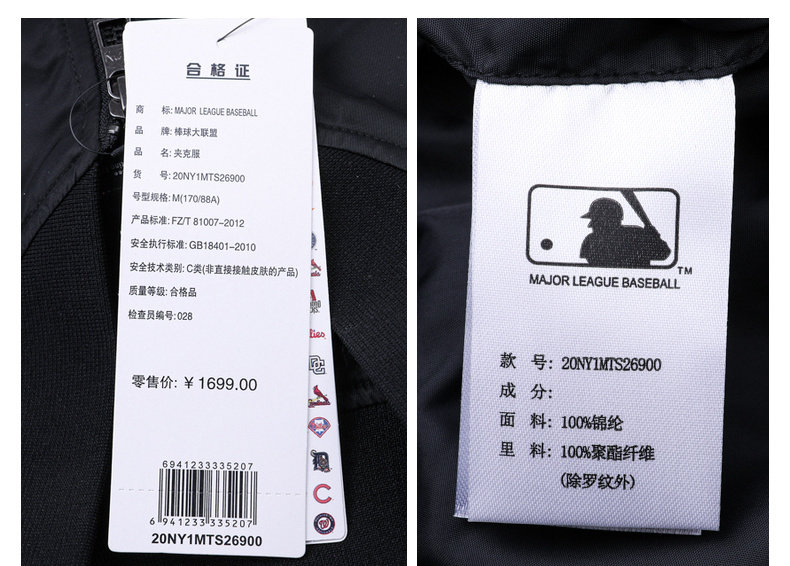 合格证
商 标: MAJOR LEAGUE BASEBALL
品 牌: 棒球大联盟
品 名: 夹克服
货 号: 20NY1MTS26900
号型规格: M(170/88A)
产品标准: FZ/T 81007-2012
安全执行标准: GB18401-2010
安全技术类别: C类(非直接接触皮肤的产品)
质量等级: 合格品
检查员编号: 028
零售价: ¥ 1699.00
6941233335207
6 941233 335207
20NY1MTS26900
MAJOR LEAGUE BASEBALL TM
款 号: 20NY1MTS26900
成 分:
面 料: 100%锦纶
里 料: 100%聚酯纤维
(除罗纹外)